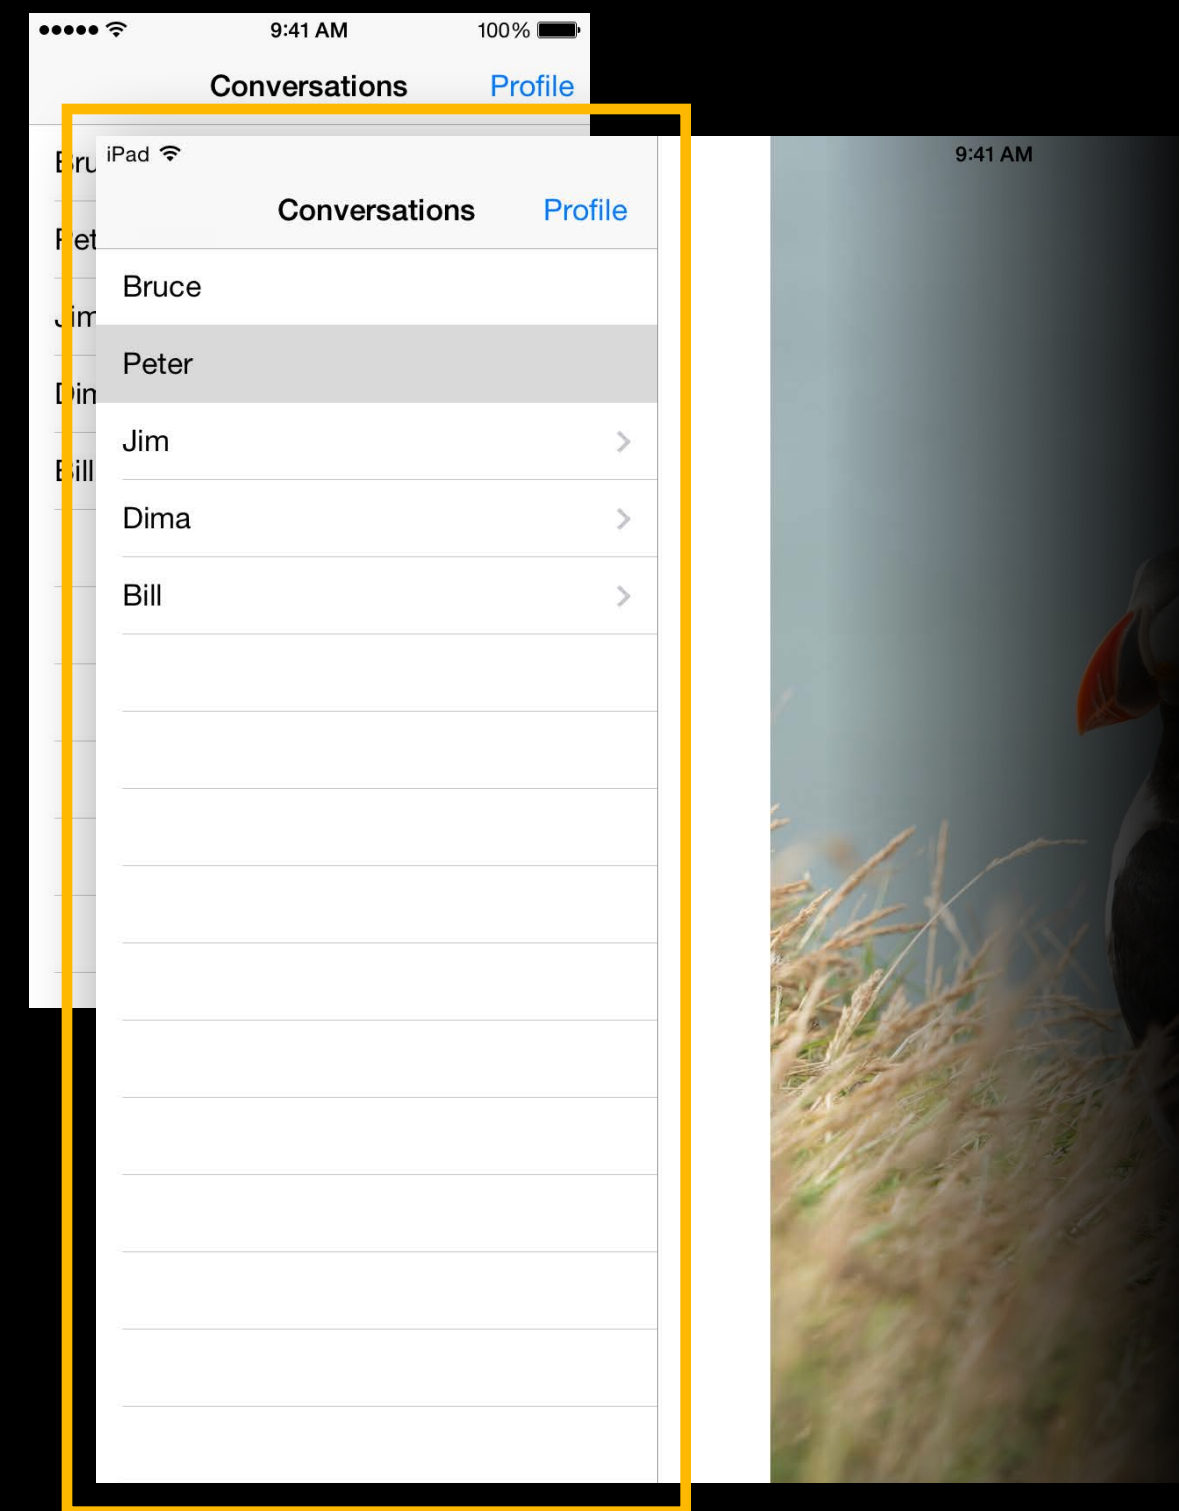 9:41 AM 100%
Conversations Profile
iPad 9:41 AM
Conversations Profile
Bruce
Peter
Jim
Dima
Bill